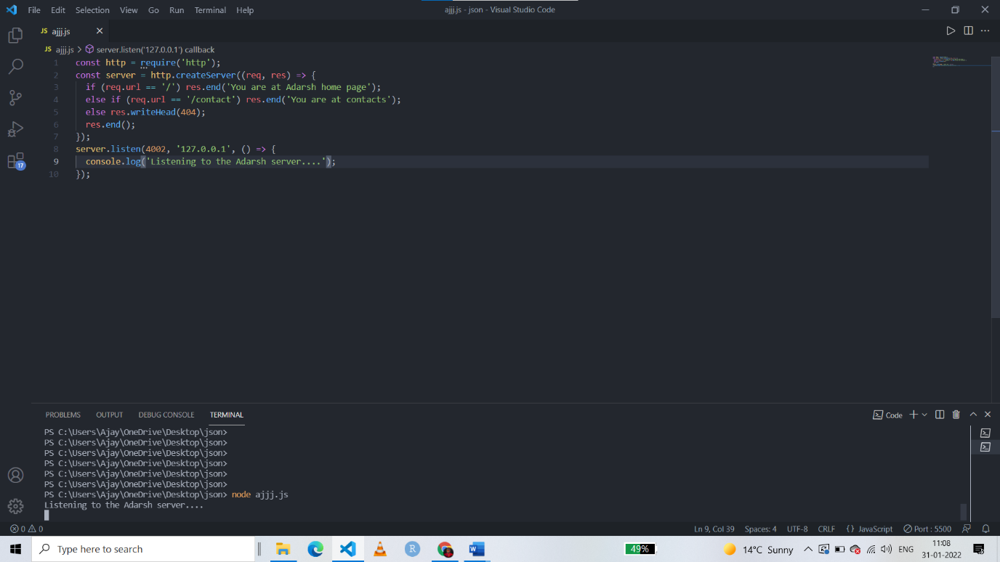 File Edit Selection View Go Run Terminal Help
ajjj.js - json - Visual Studio Code
JS ajjj.js
JS ajjj.js > server.listen('127.0.0.1') callback
1 const http = require('http');
2 const server = http.createServer((req, res) => {
3 if (req.url == '/') res.end('You are at Adarsh home page');
4 else if (req.url == '/contact') res.end('You are at contacts');
5 else res.writeHead(404);
6 res.end();
7 });
8 server.listen(4002, '127.0.0.1', () => {
9 console.log('Listening to the Adarsh server....');
10 });
17
PROBLEMS OUTPUT DEBUG CONSOLE TERMINAL
Code
PS C:\Users\Ajay\OneDrive\Desktop\json>
PS C:\Users\Ajay\OneDrive\Desktop\json>
PS C:\Users\Ajay\OneDrive\Desktop\json>
PS C:\Users\Ajay\OneDrive\Desktop\json>
PS C:\Users\Ajay\OneDrive\Desktop\json>
PS C:\Users\Ajay\OneDrive\Desktop\json>
PS C:\Users\Ajay\OneDrive\Desktop\json> node ajjj.js
Listening to the Adarsh server....
0 0
Ln 9, Col 39 Spaces: 4 UTF-8 CRLF {} JavaScript Port : 5500
Type here to search
R
49%
14°C Sunny
ENG
11:08
31-01-2022
3